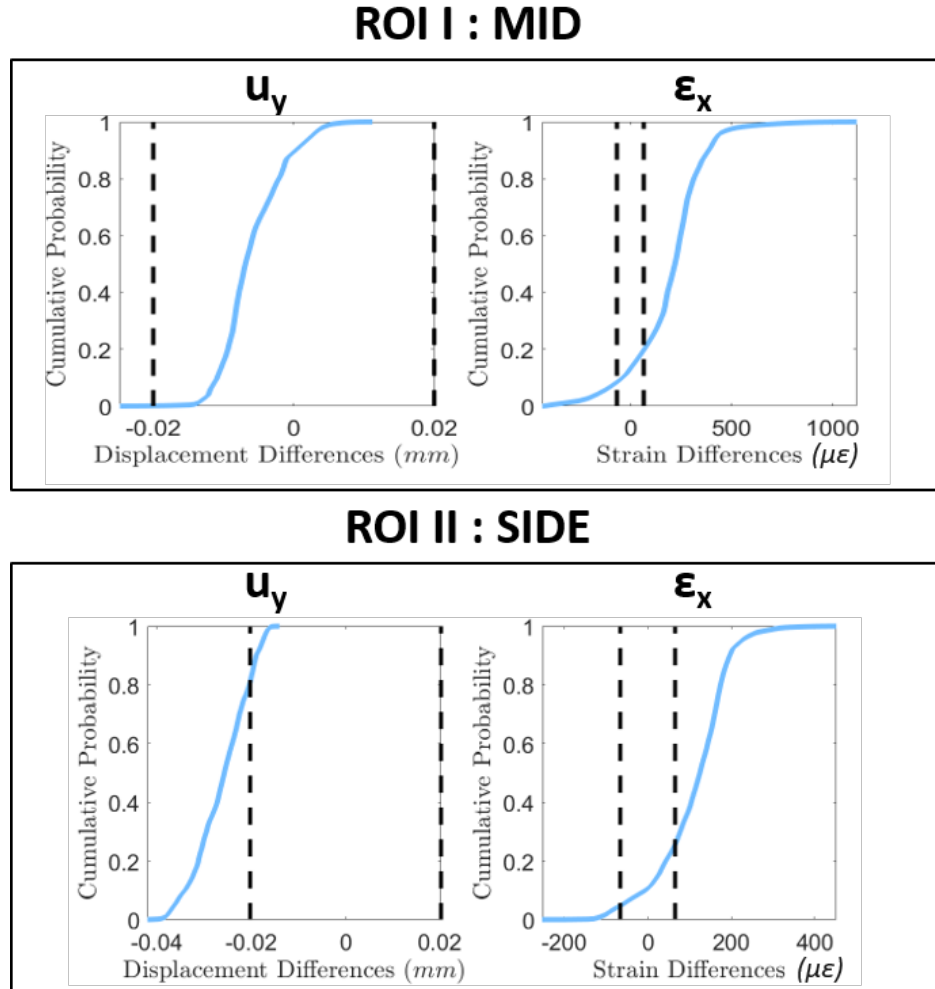 ROI I : MID
uy εx
Cumulative Probability
1
0.8
0.6
0.4
0.2
0
-0.02 0 0.02
Displacement Differences (mm)
Cumulative Probability
1
0.8
0.6
0.4
0.2
0
0 500 1000
Strain Differences (με)
ROI II : SIDE
uy εx
Cumulative Probability
1
0.8
0.6
0.4
0.2
0
-0.04 -0.02 0 0.02
Displacement Differences (mm)
Cumulative Probability
1
0.8
0.6
0.4
0.2
0
-200 0 200 400
Strain Differences (με)